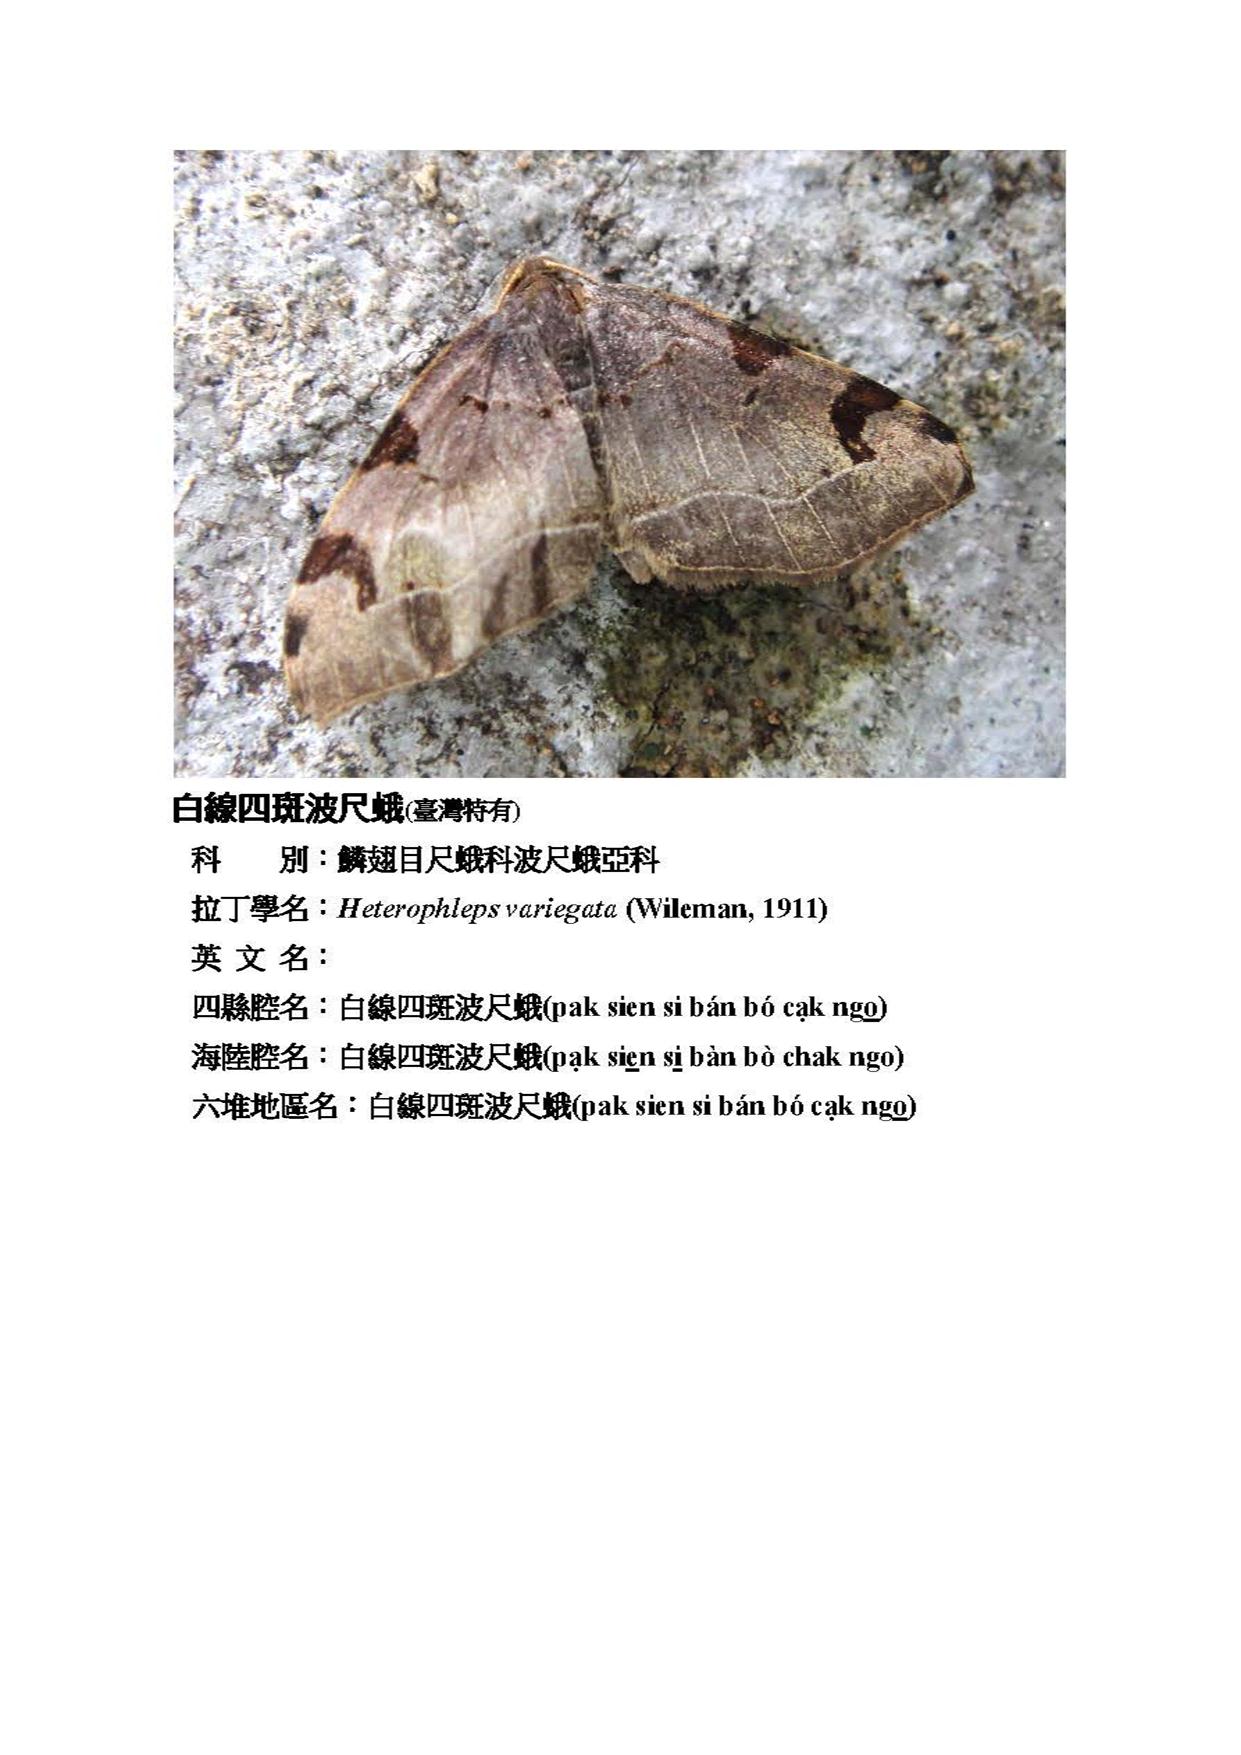 白線四斑波尺蛾(臺灣特有)
科　　別：鱗翅目尺蛾科波尺蛾亞科
拉丁學名：Heterophleps variegata (Wileman, 1911)
英 文 名：
四縣腔名：白線四斑波尺蛾(pak sien si bán bó cạk ngo̲)
海陸腔名：白線四斑波尺蛾(pạk sie̲n si̲ bàn bò chak ngo)
六堆地區名：白線四斑波尺蛾(pak sien si bán bó cạk ngo̲)